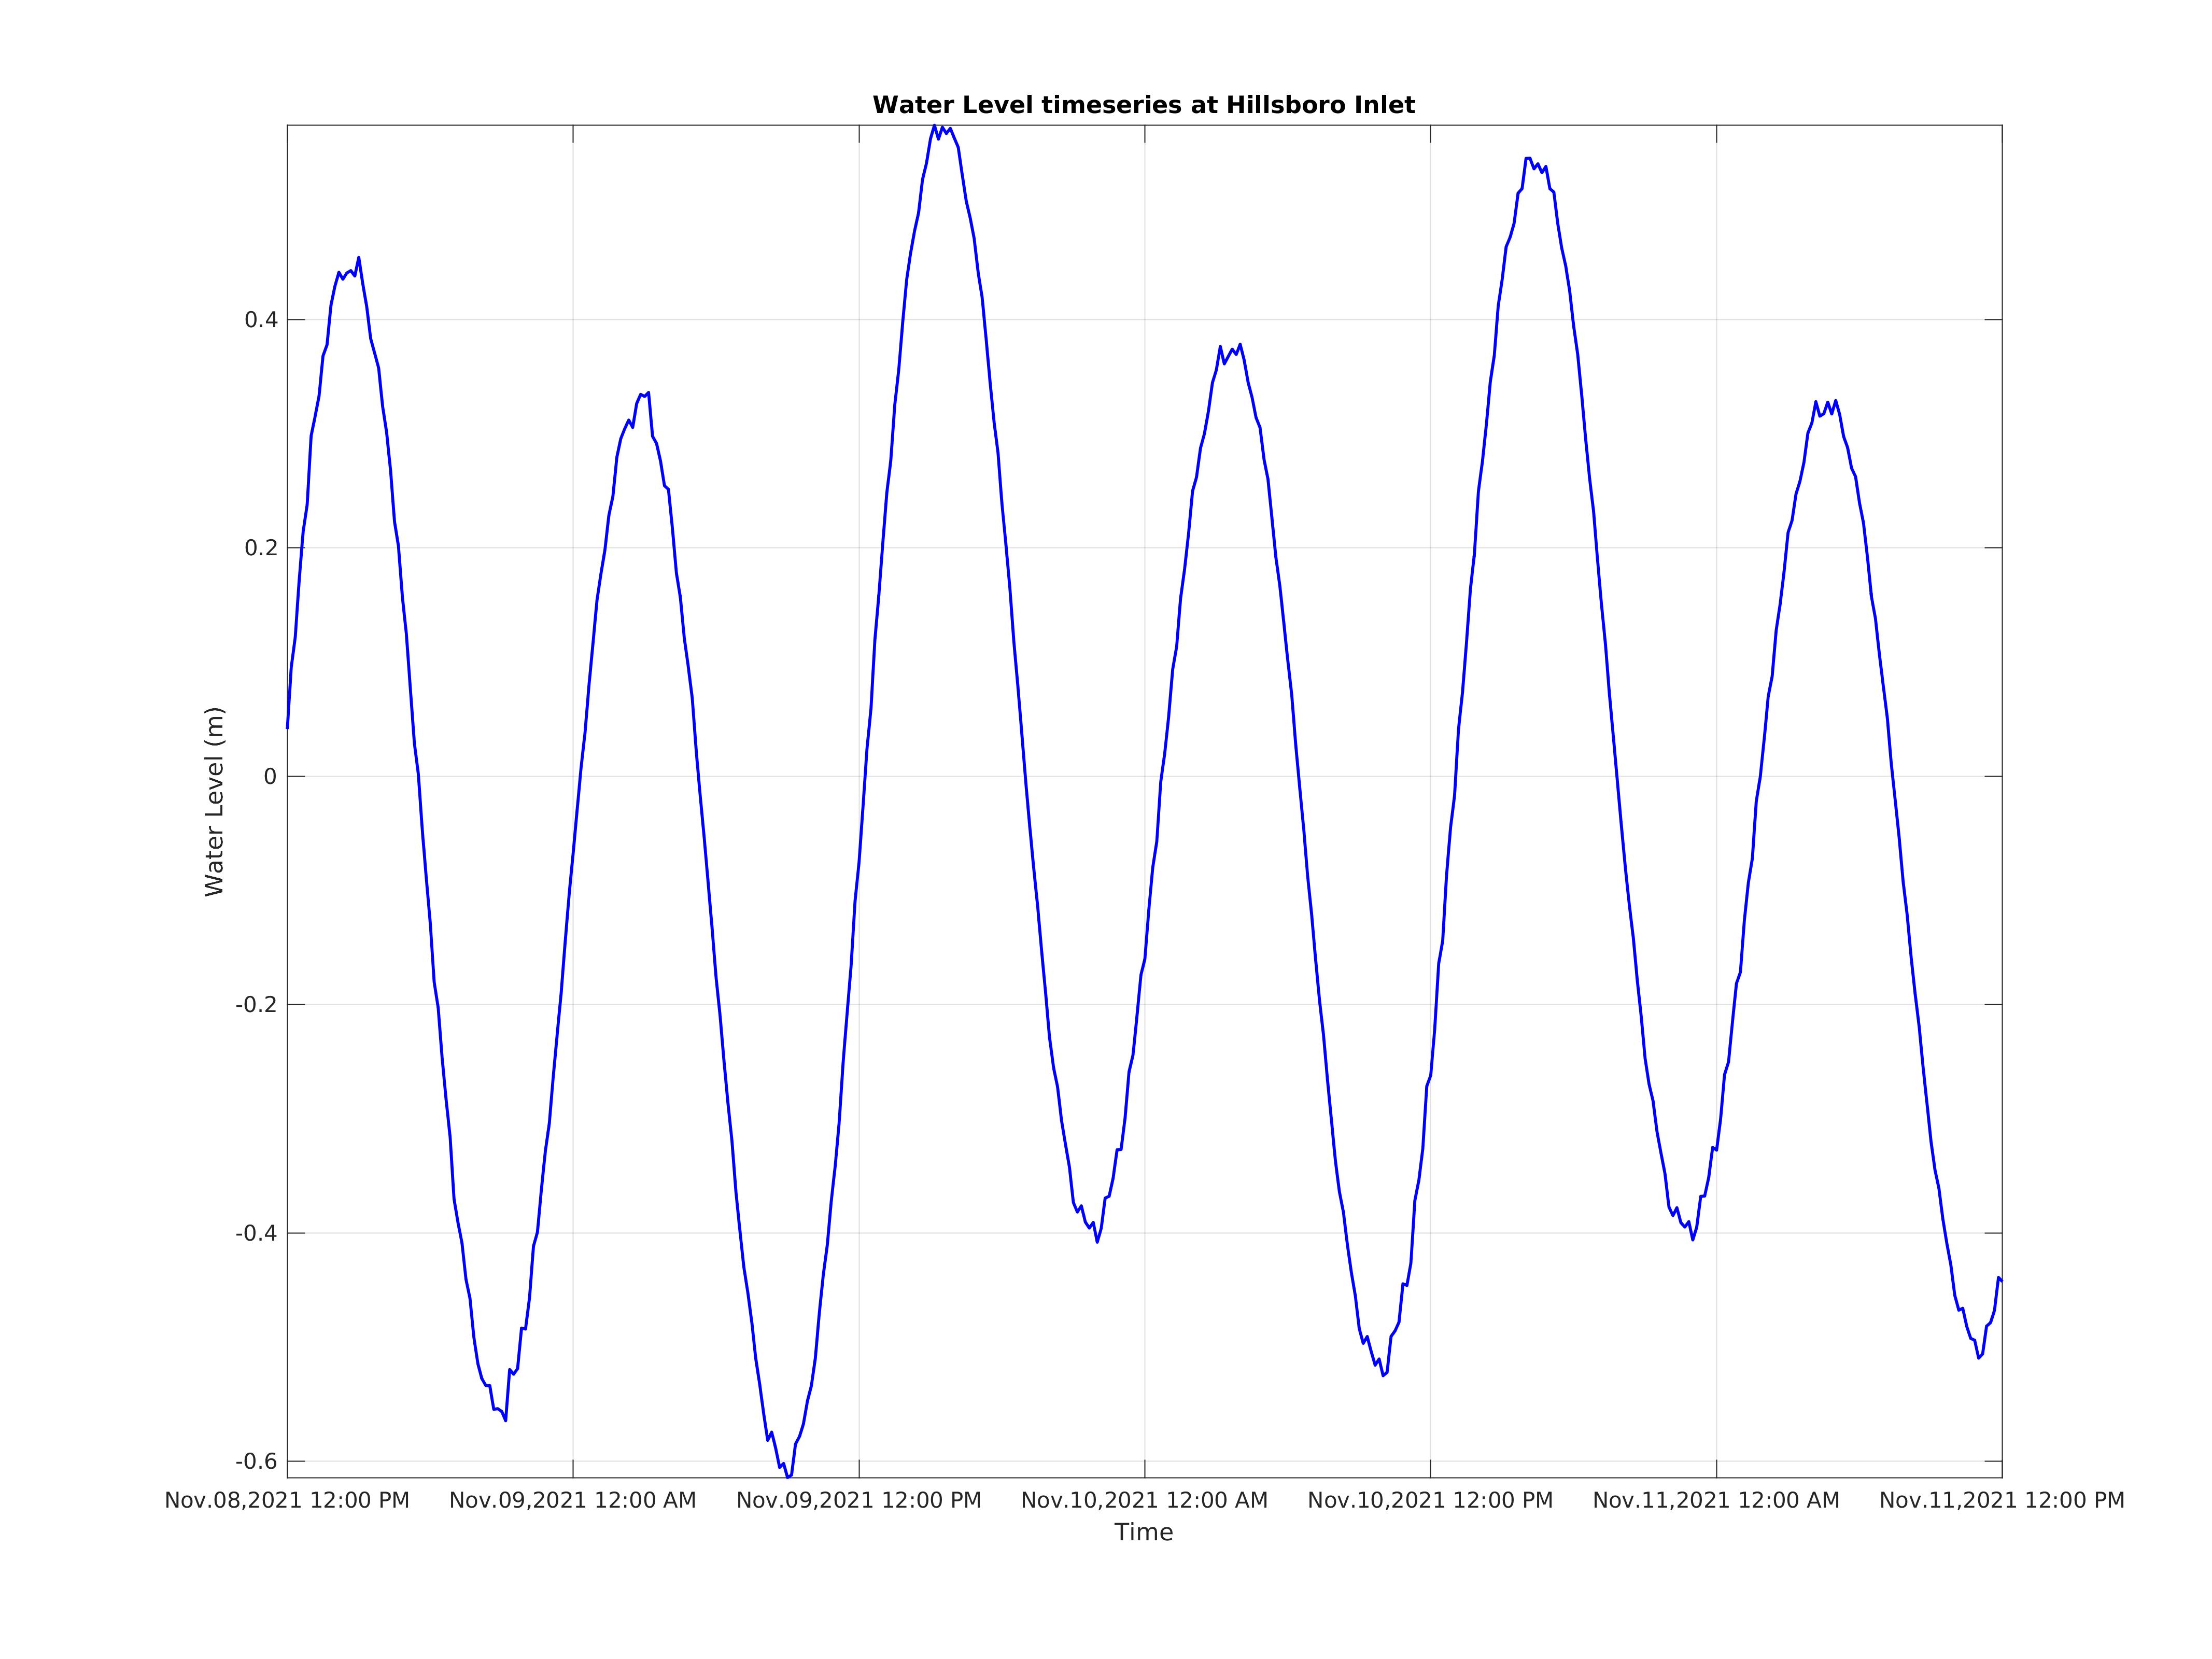 Water Level timeseries at Hillsboro Inlet
0.4
0.2
0
-0.2
-0.4
-0.6
Water Level (m)
Nov.08,2021 12:00 PM Nov.09,2021 12:00 AM Nov.09,2021 12:00 PM Nov.10,2021 12:00 AM Nov.10,2021 12:00 PM Nov.11,2021 12:00 AM Nov.11,2021 12:00 PM
Time